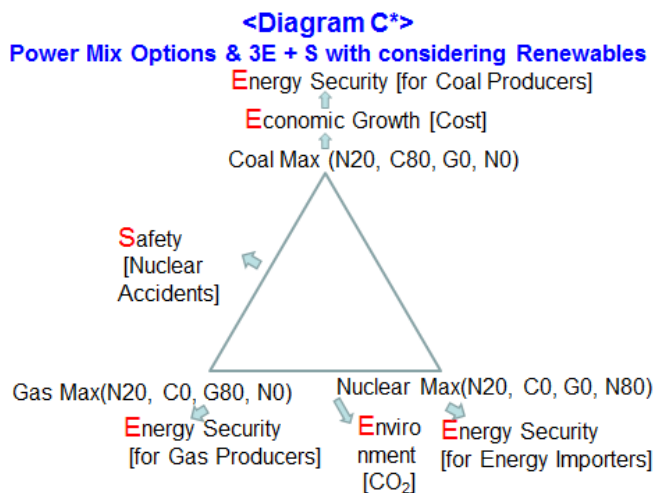 <Diagram C*>
Power Mix Options & 3E + S with considering Renewables
Energy Security [for Coal Producers]
Economic Growth [Cost]
Coal Max (N20, C80, G0, N0)
Safety
[Nuclear
Accidents]
Gas Max(N20, C0, G80, N0)
Nuclear Max(N20, C0, G0, N80)
Energy Security
[for Gas Producers]
Enviro
nment
[CO₂]
Energy Security
[for Energy Importers]